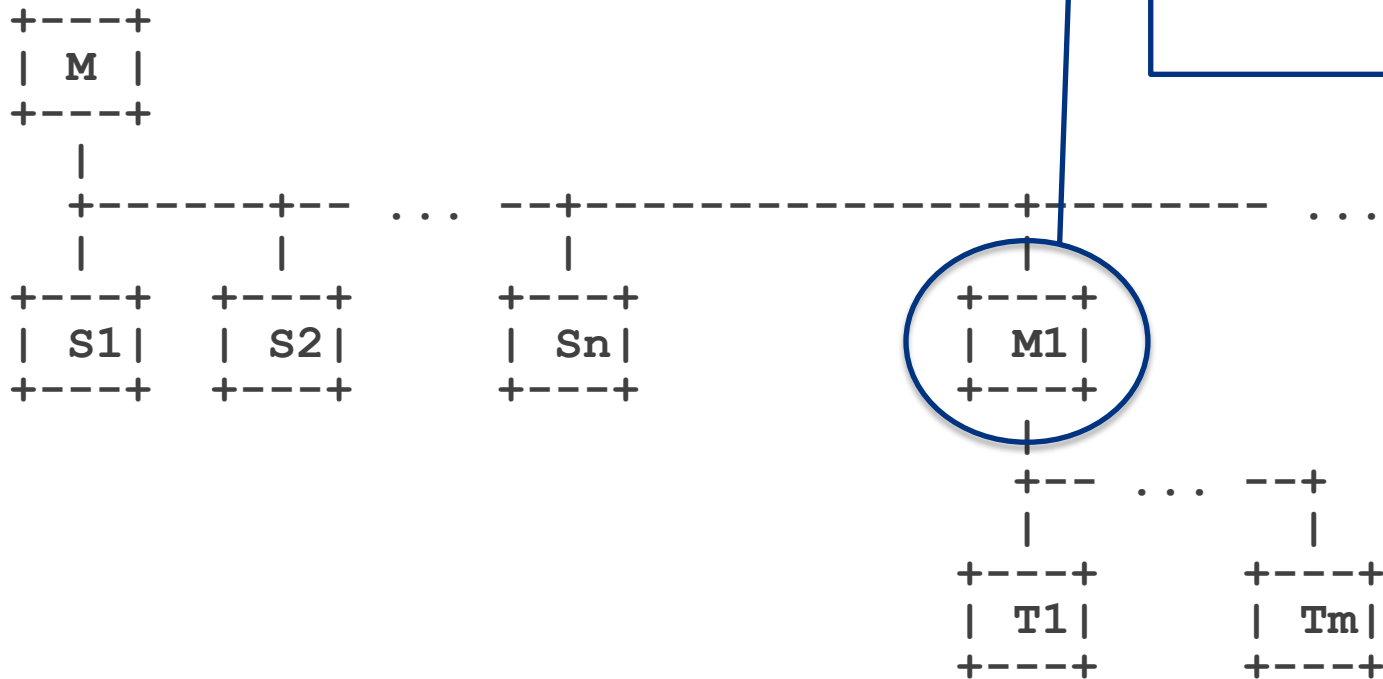 +----+
|  M |
+----+
   |
   +-------+--  ...  --+----------------+--------  ...
   |       |           |                |
+----+  +----+      +----+            +----+
|  S1|  |  S2|      |  Sn|            |  M1|
+----+  +----+      +----+            +----+
                                        |
                                        +--  ...  --+
                                        |           |
                                      +----+      +----+
                                      |  T1|      |  Tm|
                                      +----+      +----+